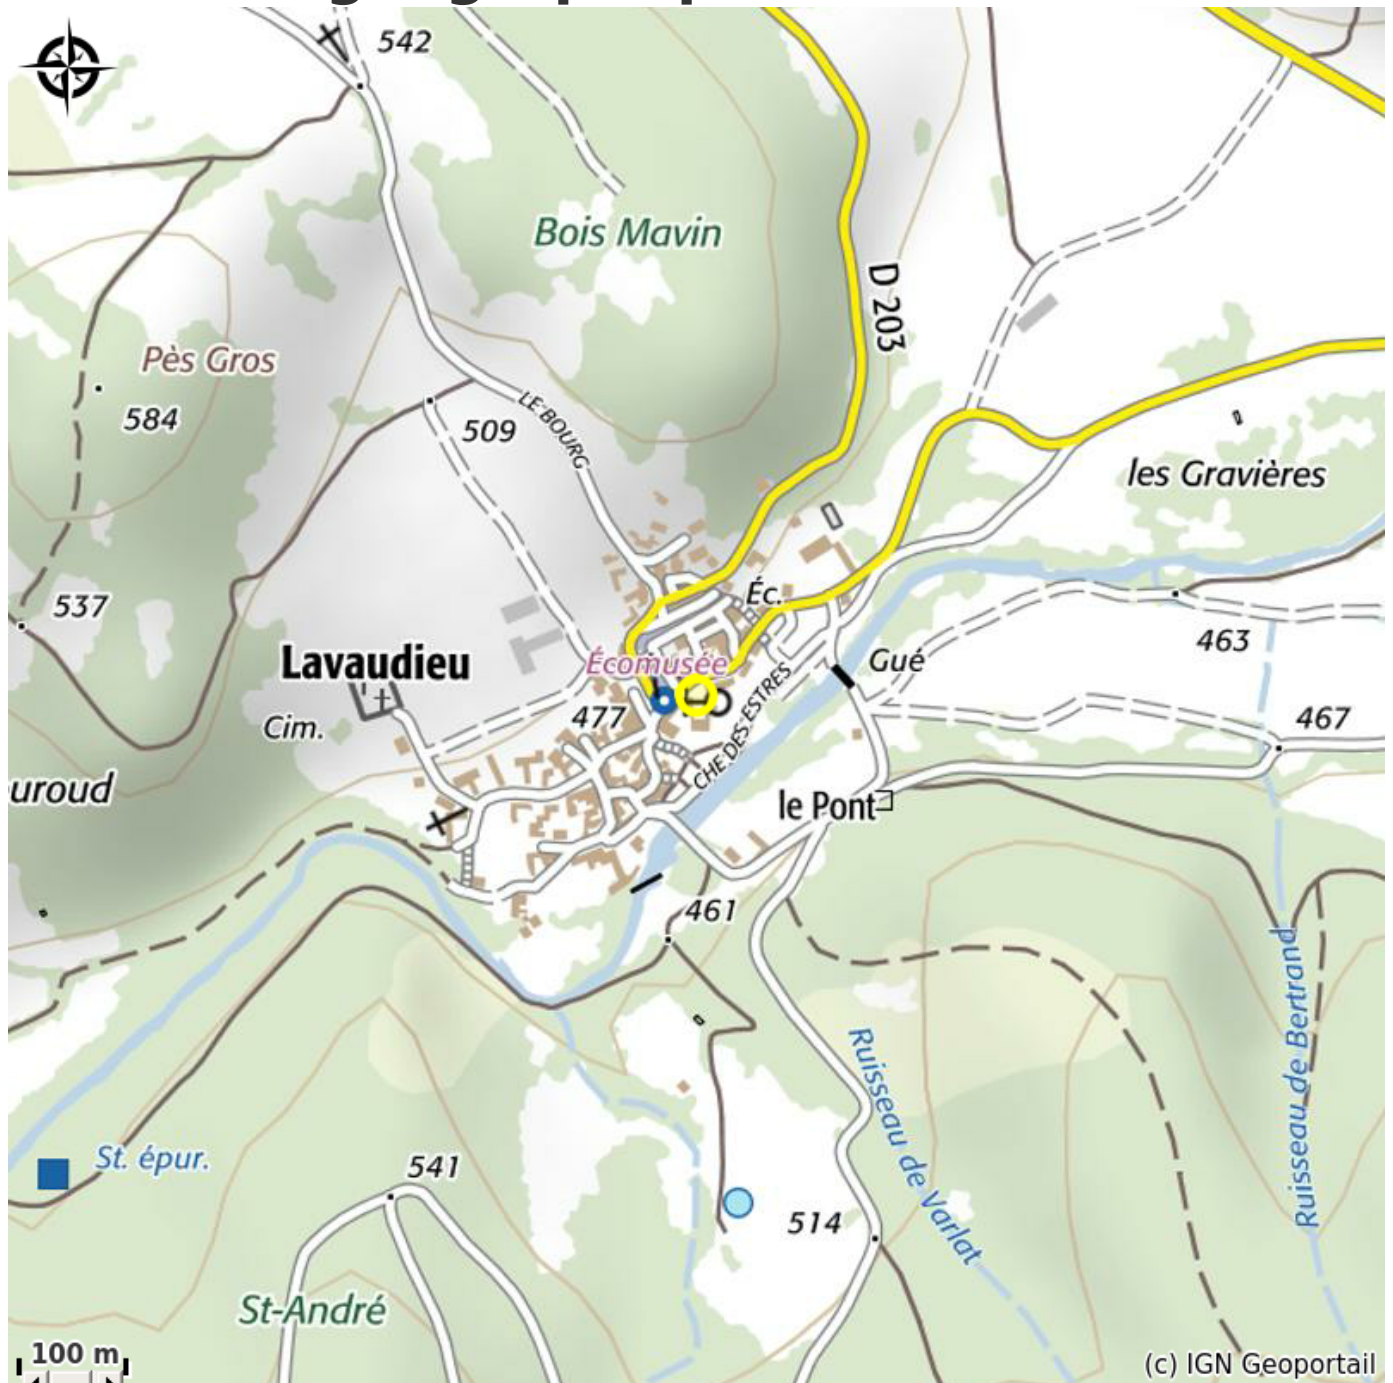 542
Bois Mavin
D 203
Pès Gros
584
509
LE BOURG
les Gravières
537
Éc.
463
Lavaudieu
Écomusée
Gué
Cim.
477
CHE DES ESTRES
467
uroud
le Pont
461
Ruisseau de Bertrand
Ruisseau de Varlat
St. épur.
541
514
St-André
100 m
(c) IGN Geoportail